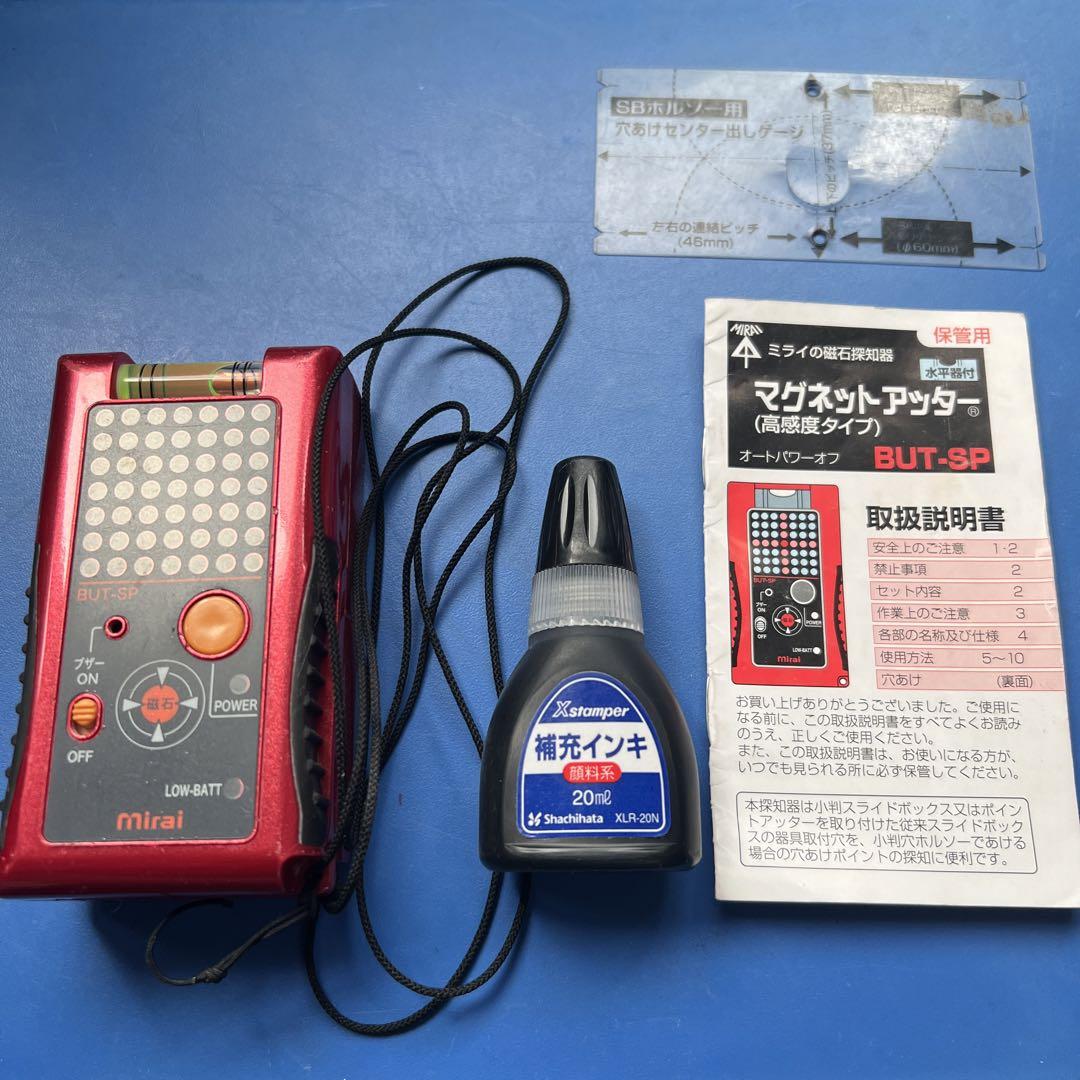 SBホルソー用
穴あけセンター出しゲージ
左右の連結ピッチ
(46mm)
(φ60mm)
BUT-SP
ブザー
ON
OFF
磁石
POWER
LOW-BATT
mirai
Xstamper
補充インキ
顔料系
20ml
Shachihata XLR-20N
MIRAI
保管用
ミライの磁石探知器
水平器付
マグネットアッター®
(高感度タイプ)
オートパワーオフ BUT-SP
取扱説明書
安全上のご注意 1・2
禁止事項 2
セット内容 2
作業上のご注意 3
各部の名称及び仕様 4
使用方法 5〜10
穴あけ (裏面)
BUT-SP
ブザー
ON
OFF
POWER
LOW-BATT
mirai
お買い上げありがとうございました。ご使用に
なる前に、この取扱説明書をすべてよくお読み
のうえ、正しくご使用ください。
また、この取扱説明書は、お使いになる方が、
いつでも見られる所に必ず保管してください。
本探知器は小判スライドボックス又はポイン
トアッターを取り付けた従来スライドボック
スの器具取付穴を、小判穴ホルソーであける
場合の穴あけポイントの探知に便利です。